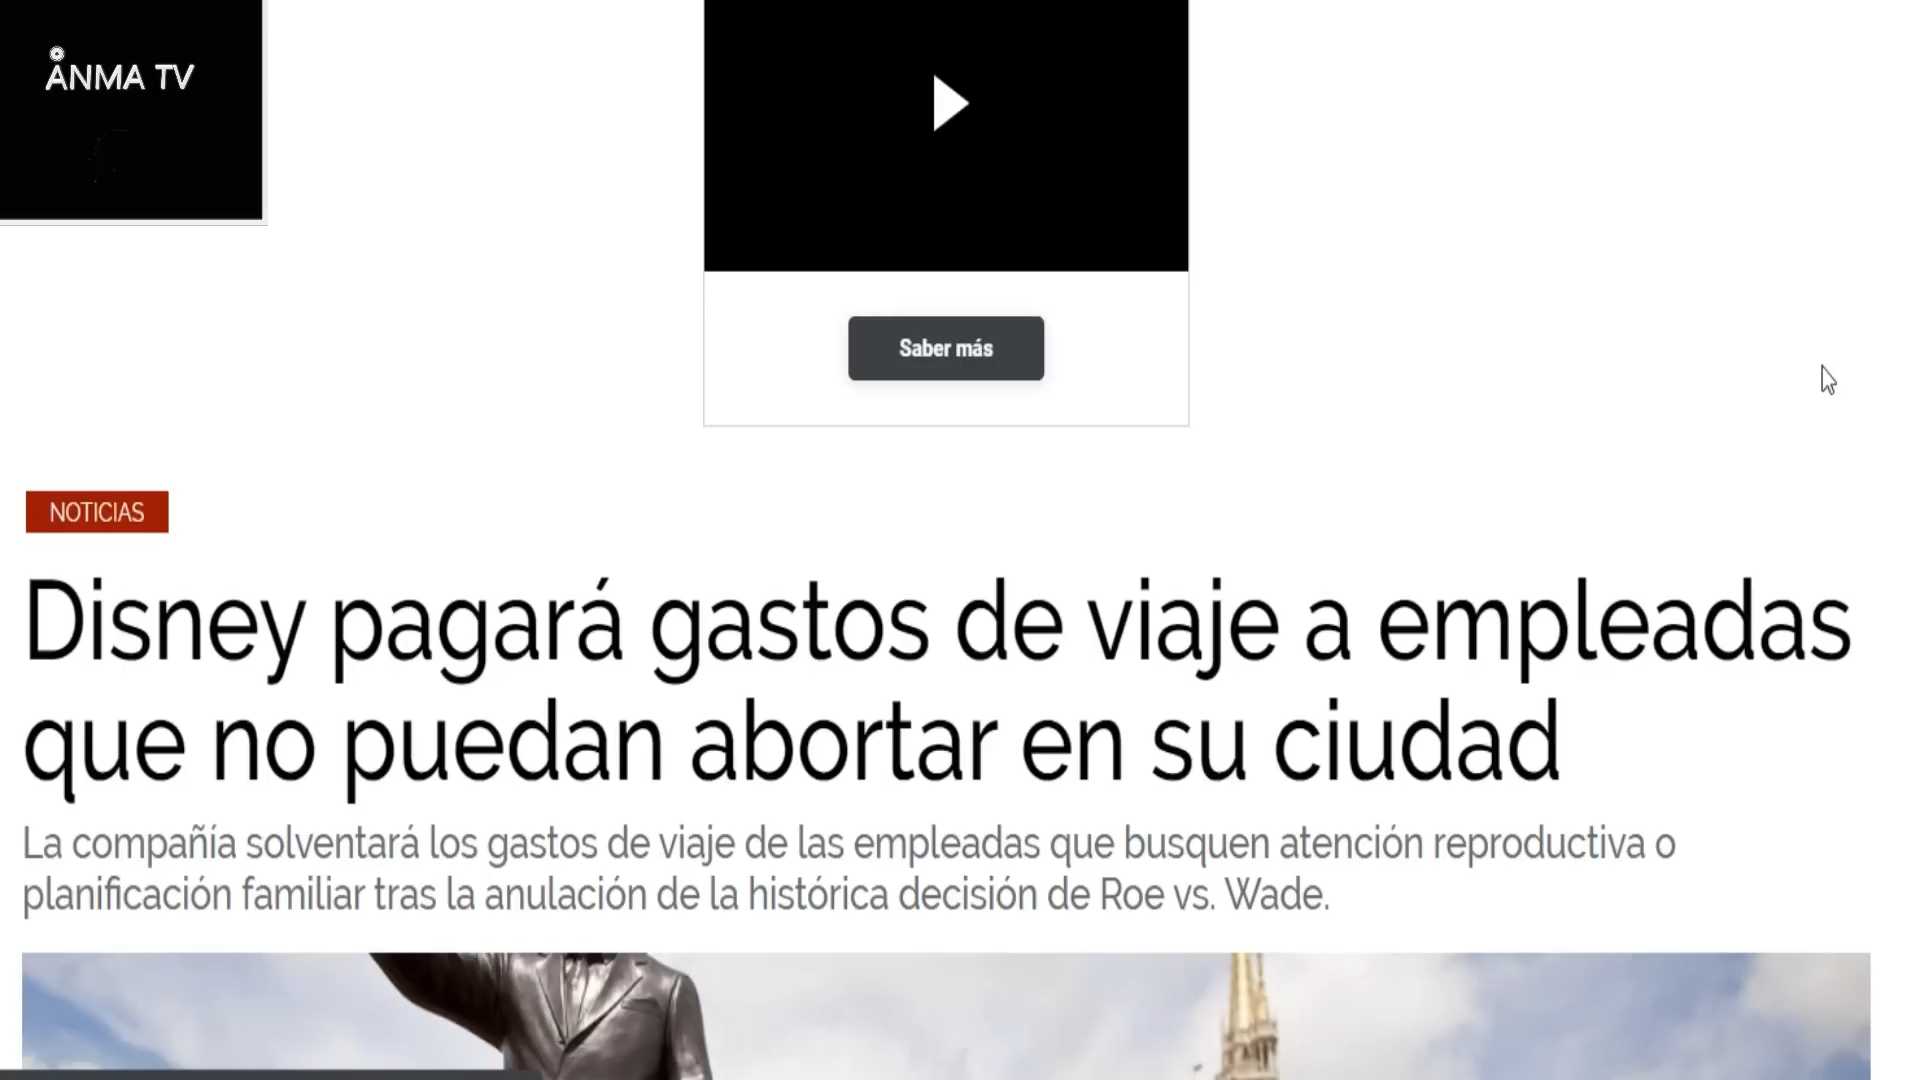 ÅNMA TV
Saber más
NOTICIAS
Disney pagará gastos de viaje a empleadas
que no puedan abortar en su ciudad
La compañía solventará los gastos de viaje de las empleadas que busquen atención reproductiva o
planificación familiar tras la anulación de la histórica decisión de Roe vs. Wade.